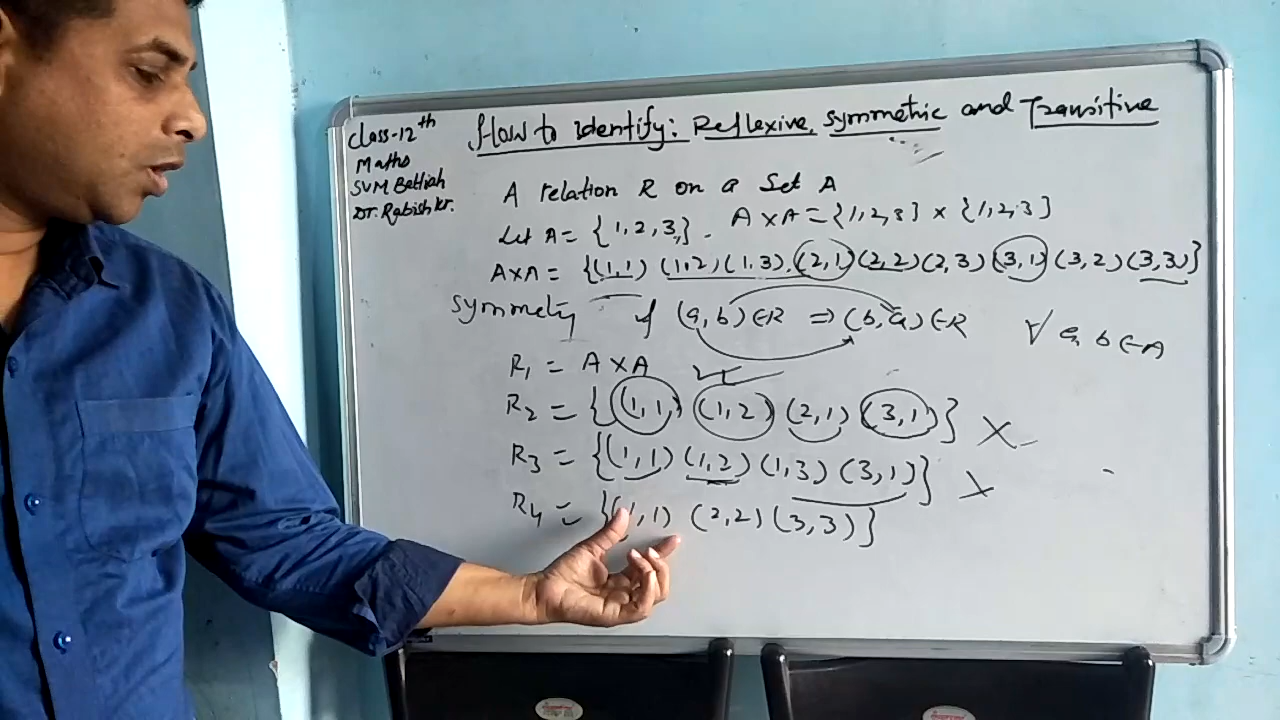 class-12th
Maths
SVM Bettiah
Dr. Rabish Kr.
How to identify: Reflexive, symmetric and Transitive
A relation R on a Set A
Let A = {1,2,3}. A X A = {1,2,3} x {1,2,3}
AxA = {(1,1) (1,2) (1,3), (2,1) (2,2) (2,3) (3,1) (3,2) (3,3)}
Symmety if (a,b) ∈ R ⇒ (b,a) ∈ R ∀ a, b ∈ A
R1 = A X A ✓
R2 = {(1,1) (1,2) (2,1) (3,1)} X
R3 = {(1,1) (1,2) (1,3) (3,1)} X
R4 = {(1,1) (2,2) (3,3)}